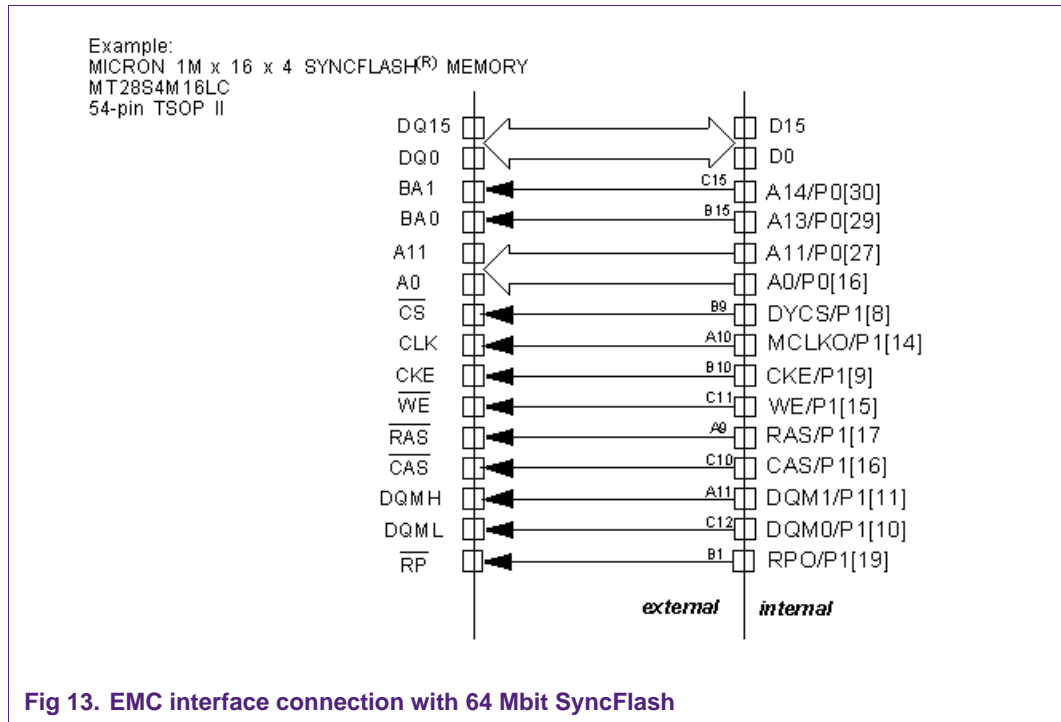 Example:
MICRON 1M x 16 x 4 SYNCFLASH(R) MEMORY
MT28S4M16LC
54-pin TSOP II
DQ15 D15
DQ0 D0
BA1 C15 A14/P0[30]
BA0 B15 A13/P0[29]
A11 A11/P0[27]
A0 A0/P0[16]
CS B9 DYCS/P1[8]
CLK A10 MCLKO/P1[14]
CKE B10 CKE/P1[9]
WE C11 WE/P1[15]
RAS A9 RAS/P1[17
CAS C10 CAS/P1[16]
DQMH A11 DQM1/P1[11]
DQML C12 DQM0/P1[10]
RP B1 RPO/P1[19]
external internal
Fig 13. EMC interface connection with 64 Mbit SyncFlash